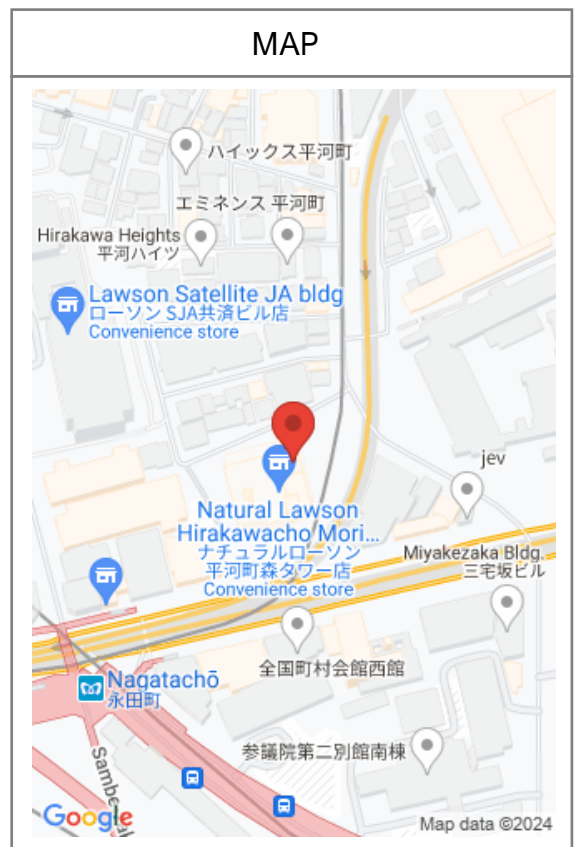 MAP
ハイックス平河町
エミネンス 平河町
Hirakawa Heights
平河ハイツ
Lawson Satellite JA bldg
ローソン SJA共済ビル店
Convenience store
jev
Natural Lawson
Hirakawacho Mori...
ナチュラルローソン
平河町森タワー店
Convenience store
Miyakezaka Bldg.
三宅坂ビル
全国町村会館西館
Nagatachō
永田町
参議院第二別館南棟
Google
Map data ©2024